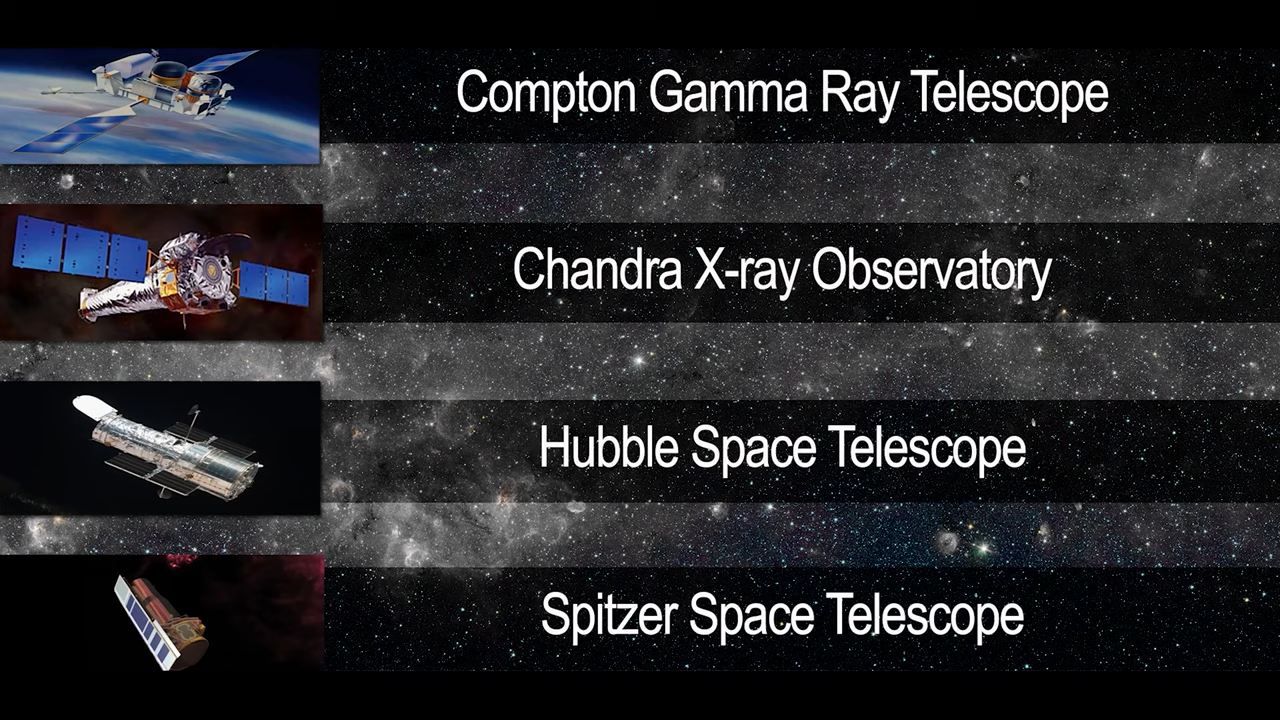 Compton Gamma Ray Telescope
Chandra X-ray Observatory
Hubble Space Telescope
Spitzer Space Telescope